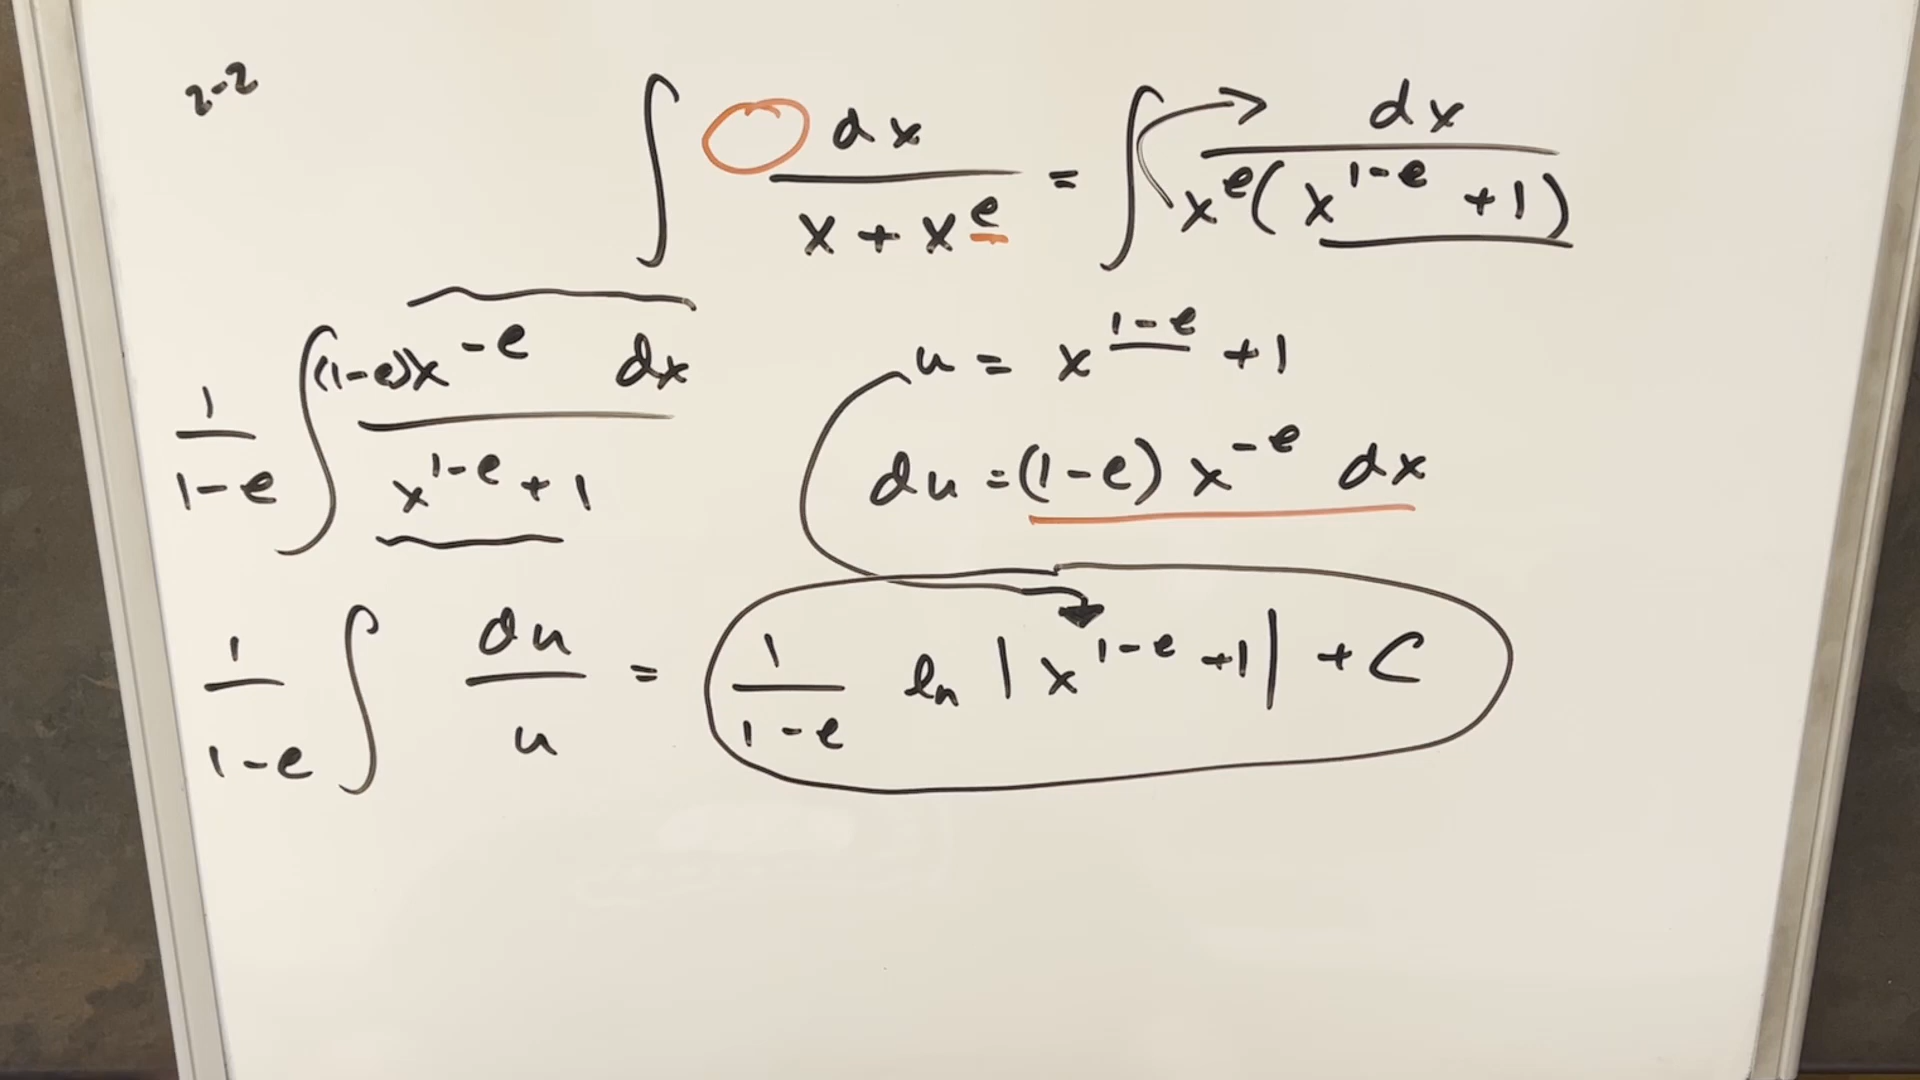 2-2
∫ dx / (x + x^e) = ∫ dx / (x^e (x^(1-e) + 1))
1/(1-e) ∫ (1-e)x^(-e) dx / (x^(1-e) + 1)
u = x^(1-e) + 1
du = (1-e) x^(-e) dx
1/(1-e) ∫ du/u = 1/(1-e) ln |x^(1-e) + 1| + C